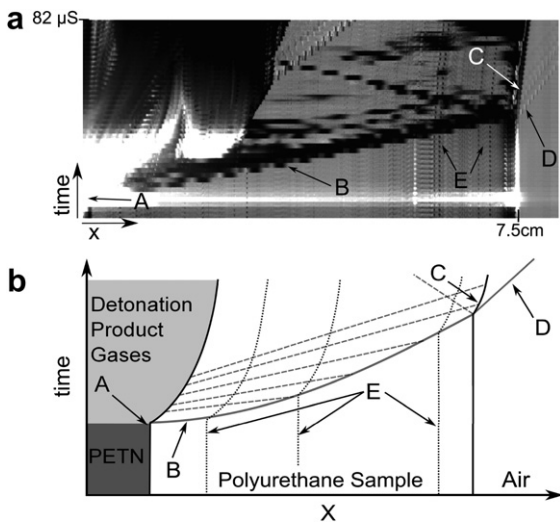 a
82 µS
C
D
B
E
A
time
x
7.5cm
b
C
D
Detonation
Product
Gases
time
A
E
PETN
B
Polyurethane Sample
Air
X